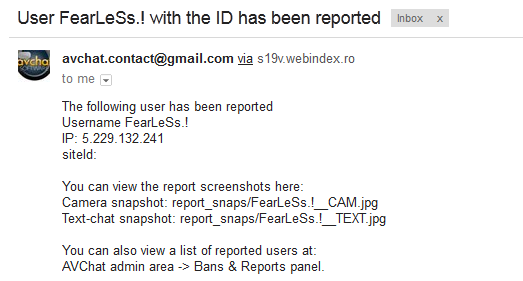 User FearLeSs.! with the ID has been reported Inbox x
avchat
SOFTWARE
avchat.contact@gmail.com via s19v.webindex.ro
to me
The following user has been reported
Username FearLeSs.!
IP: 5.229.132.241
siteId:
You can view the report screenshots here:
Camera snapshot: report_snaps/FearLeSs.!__CAM.jpg
Text-chat snapshot: report_snaps/FearLeSs.!__TEXT.jpg
You can also view a list of reported users at:
AVChat admin area -> Bans & Reports panel.